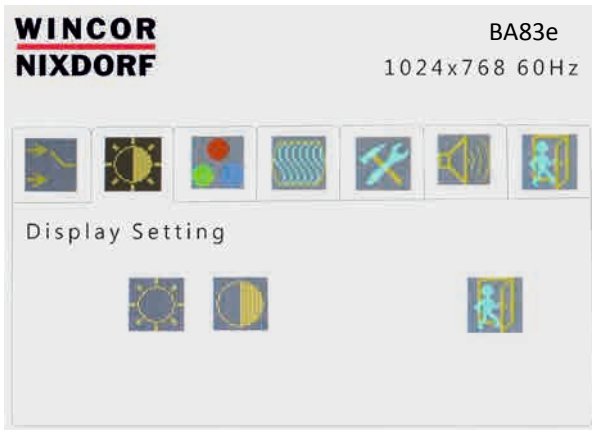 WINCOR
NIXDORF
BA83e
1024x768 60Hz
Display Setting